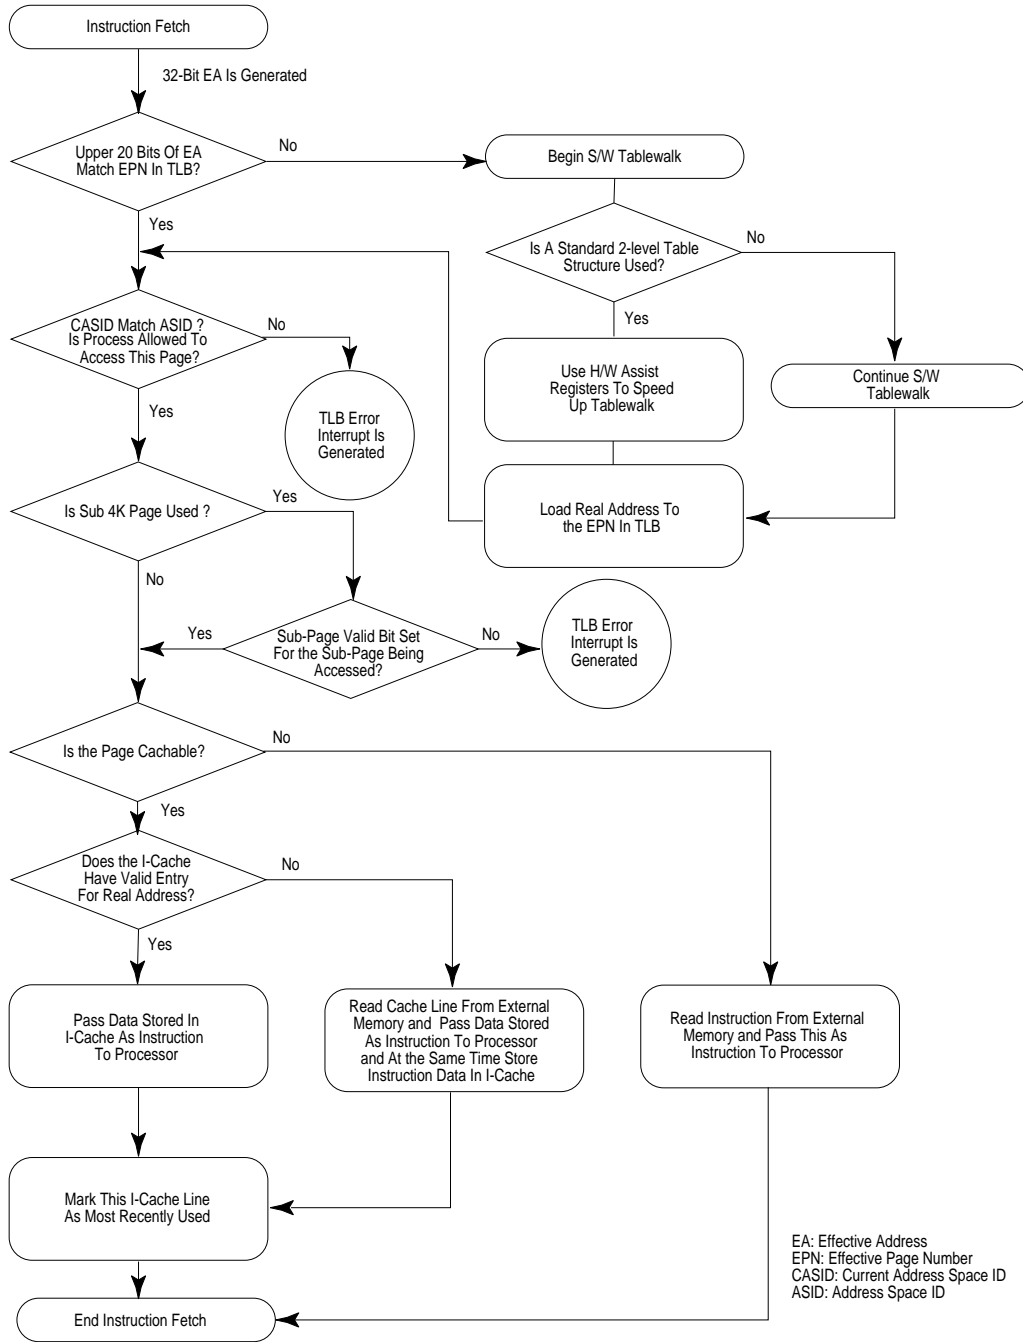 Instruction Fetch
32-Bit EA Is Generated
Upper 20 Bits Of EA
Match EPN In TLB?
No
Begin S/W Tablewalk
Yes
Is A Standard 2-level Table
Structure Used?
No
Yes
CASID Match ASID ?
Is Process Allowed To
Access This Page?
No
Use H/W Assist
Registers To Speed
Up Tablewalk
Continue S/W
Tablewalk
Yes
TLB Error
Interrupt Is
Generated
Is Sub 4K Page Used ?
Yes
Load Real Address To
the EPN In TLB
No
Sub-Page Valid Bit Set
For the Sub-Page Being
Accessed?
Yes
No
TLB Error
Interrupt Is
Generated
Is the Page Cachable?
No
Yes
Does the I-Cache
Have Valid Entry
For Real Address?
No
Yes
Pass Data Stored In
I-Cache As Instruction
To Processor
Read Cache Line From External
Memory and Pass Data Stored
As Instruction To Processor
and At the Same Time Store
Instruction Data In I-Cache
Read Instruction From External
Memory and Pass This As
Instruction To Processor
Mark This I-Cache Line
As Most Recently Used
End Instruction Fetch
EA: Effective Address
EPN: Effective Page Number
CASID: Current Address Space ID
ASID: Address Space ID